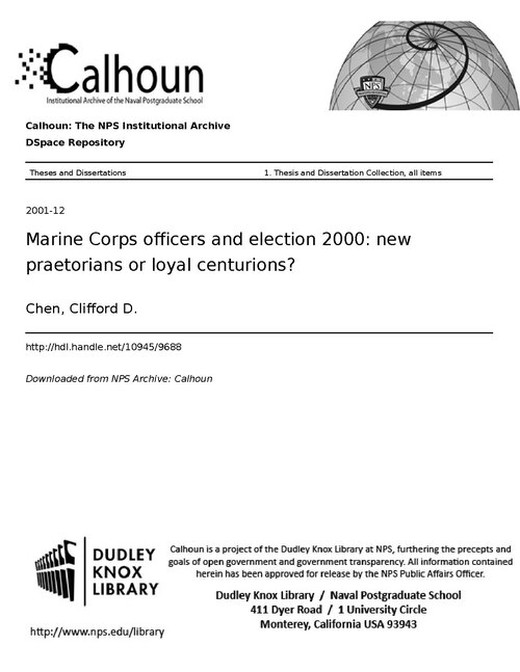 Calhoun
Institutional Archive of the Naval Postgraduate School
NPS
Calhoun: The NPS Institutional Archive
DSpace Repository
Theses and Dissertations 1. Thesis and Dissertation Collection, all items
2001-12
Marine Corps officers and election 2000: new
praetorians or loyal centurions?
Chen, Clifford D.
http://hdl.handle.net/10945/9688
Downloaded from NPS Archive: Calhoun
DUDLEY
KNOX
LIBRARY
http://www.nps.edu/library
Calhoun is a project of the Dudley Knox Library at NPS, furthering the precepts and
goals of open government and government transparency. All information contained
herein has been approved for release by the NPS Public Affairs Officer.
Dudley Knox Library / Naval Postgraduate School
411 Dyer Road / 1 University Circle
Monterey, California USA 93943